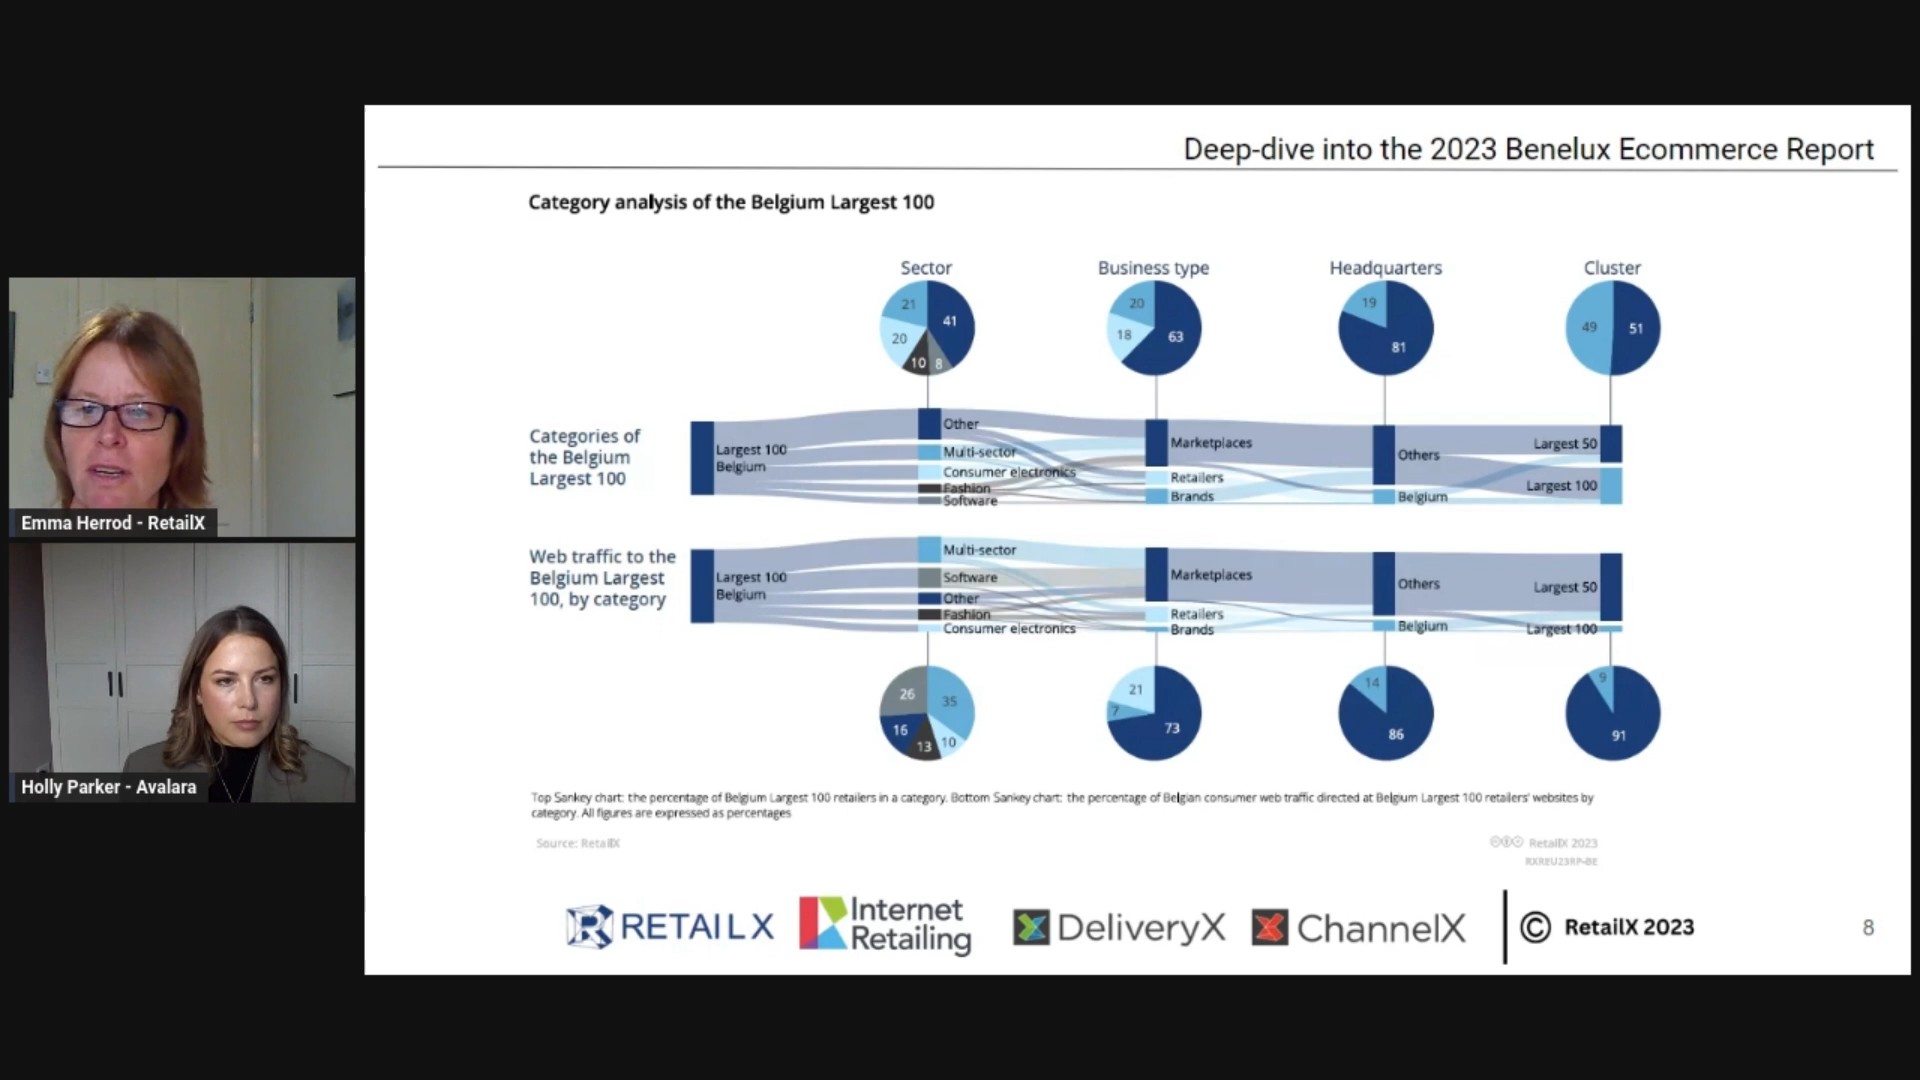 Deep-dive into the 2023 Benelux Ecommerce Report
Category analysis of the Belgium Largest 100
Sector
Business type
Headquarters
Cluster
21
41
20
10
8
20
63
18
19
81
49
51
Categories of
the Belgium
Largest 100
Largest 100
Belgium
Other
Multi-sector
Consumer electronics
Fashion
Software
Marketplaces
Retailers
Brands
Others
Belgium
Largest 50
Largest 100
Web traffic to the
Belgium Largest
100, by category
Largest 100
Belgium
Multi-sector
Software
Other
Fashion
Consumer electronics
Marketplaces
Retailers
Brands
Others
Belgium
Largest 50
Largest 100
26
35
16
13
10
21
7
73
14
86
9
91
Top Sankey chart: the percentage of Belgium Largest 100 retailers in a category. Bottom Sankey chart: the percentage of Belgian consumer web traffic directed at Belgium Largest 100 retailers' websites by
category. All figures are expressed as percentages
Source: RetailX
RetailX 2023
RXREU23RP-BE
RETAILX
Internet
Retailing
DeliveryX
ChannelX
© RetailX 2023
8
Emma Herrod - RetailX
Holly Parker - Avalara